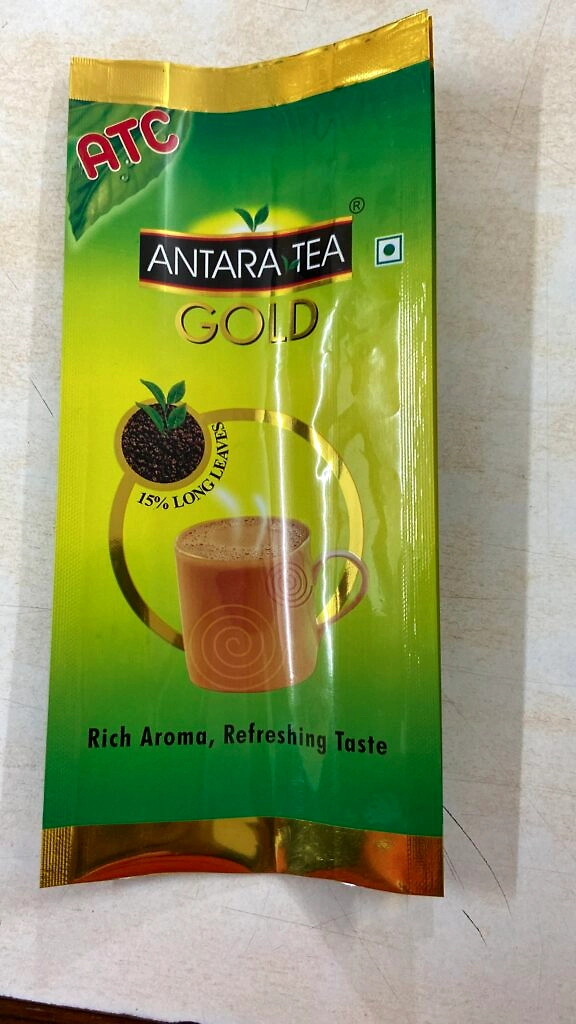 ATC
ANTARA TEA ®
GOLD
15% LONG LEAVES
Rich Aroma, Refreshing Taste